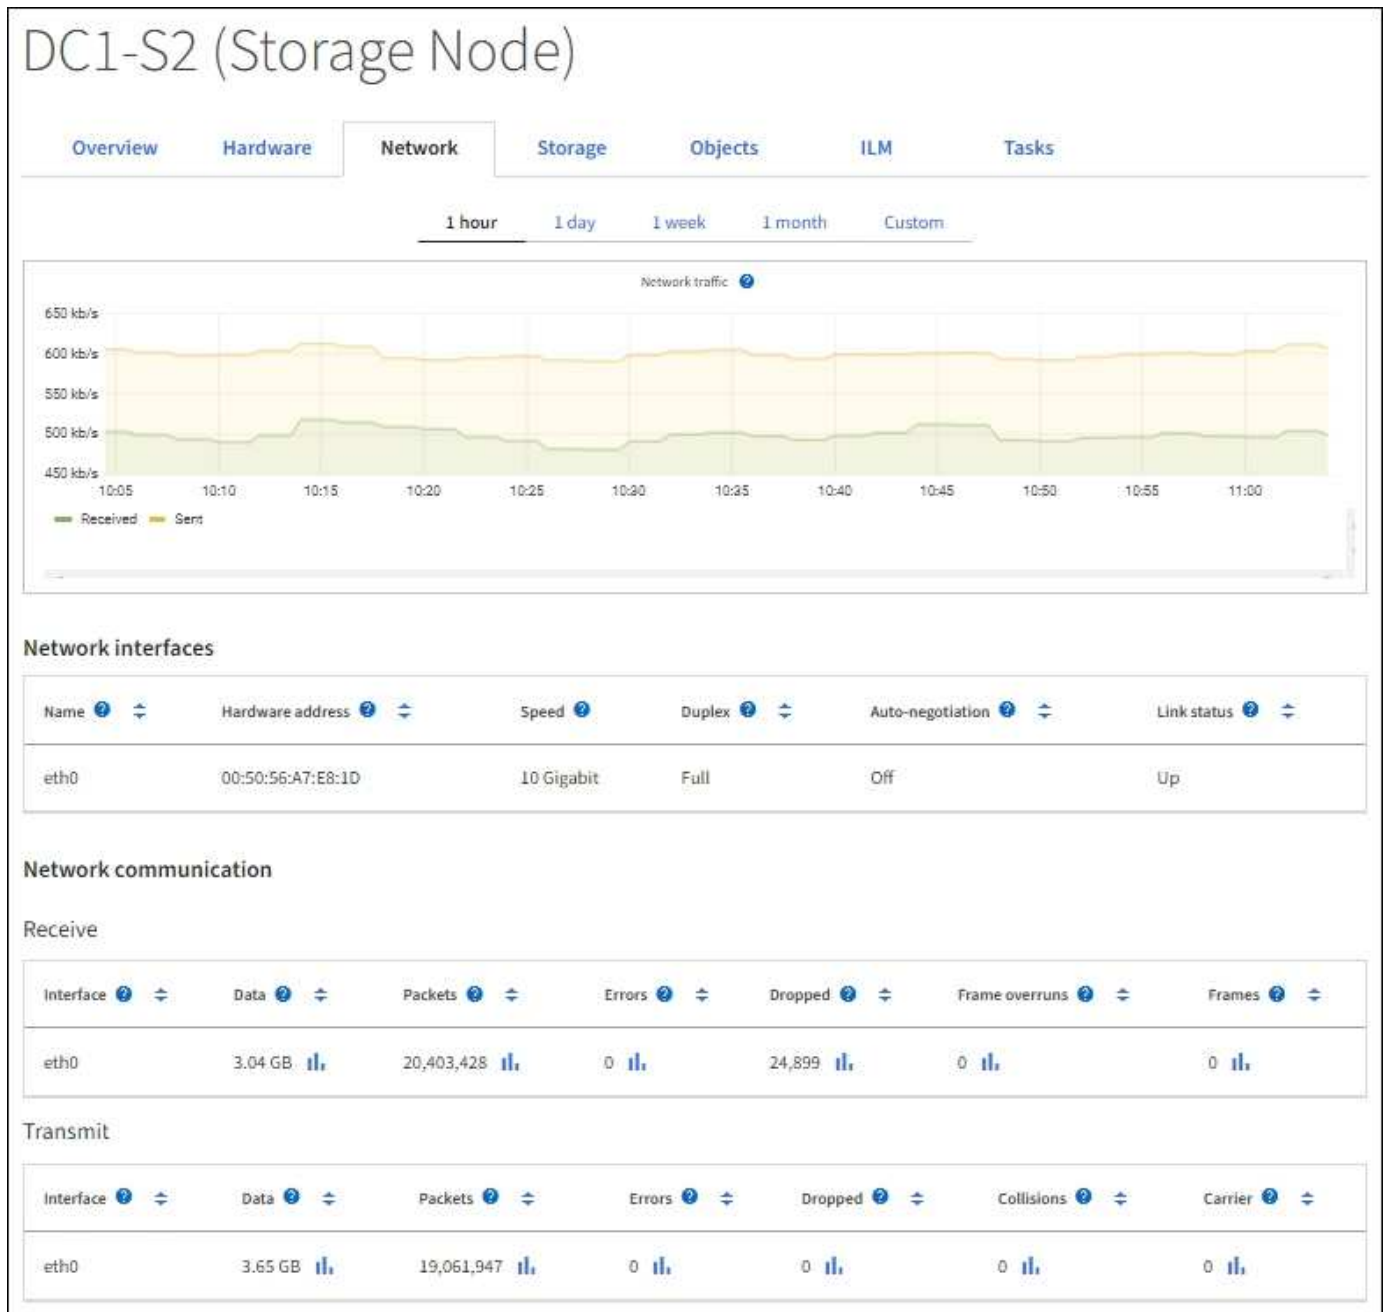 DC1-S2 (Storage Node)
Overview Hardware Network Storage Objects ILM Tasks
1 hour 1 day 1 week 1 month Custom
Network traffic
650 kb/s
600 kb/s
550 kb/s
500 kb/s
450 kb/s
10:05 10:10 10:15 10:20 10:25 10:30 10:35 10:40 10:45 10:50 10:55 11:00
Received Sent
Network interfaces
Name Hardware address Speed Duplex Auto-negotiation Link status
eth0 00:50:56:A7:E8:1D 10 Gigabit Full Off Up
Network communication
Receive
Interface Data Packets Errors Dropped Frame overruns Frames
eth0 3.04 GB 20,403,428 0 24,899 0 0
Transmit
Interface Data Packets Errors Dropped Collisions Carrier
eth0 3.65 GB 19,061,947 0 0 0 0